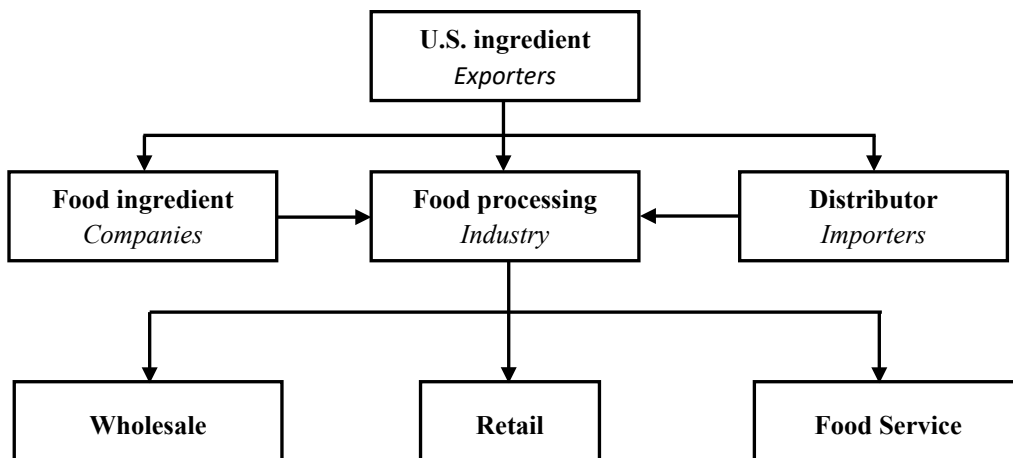 U.S. ingredient
Exporters
Food ingredient
Companies
Food processing
Industry
Distributor
Importers
Wholesale
Retail
Food Service